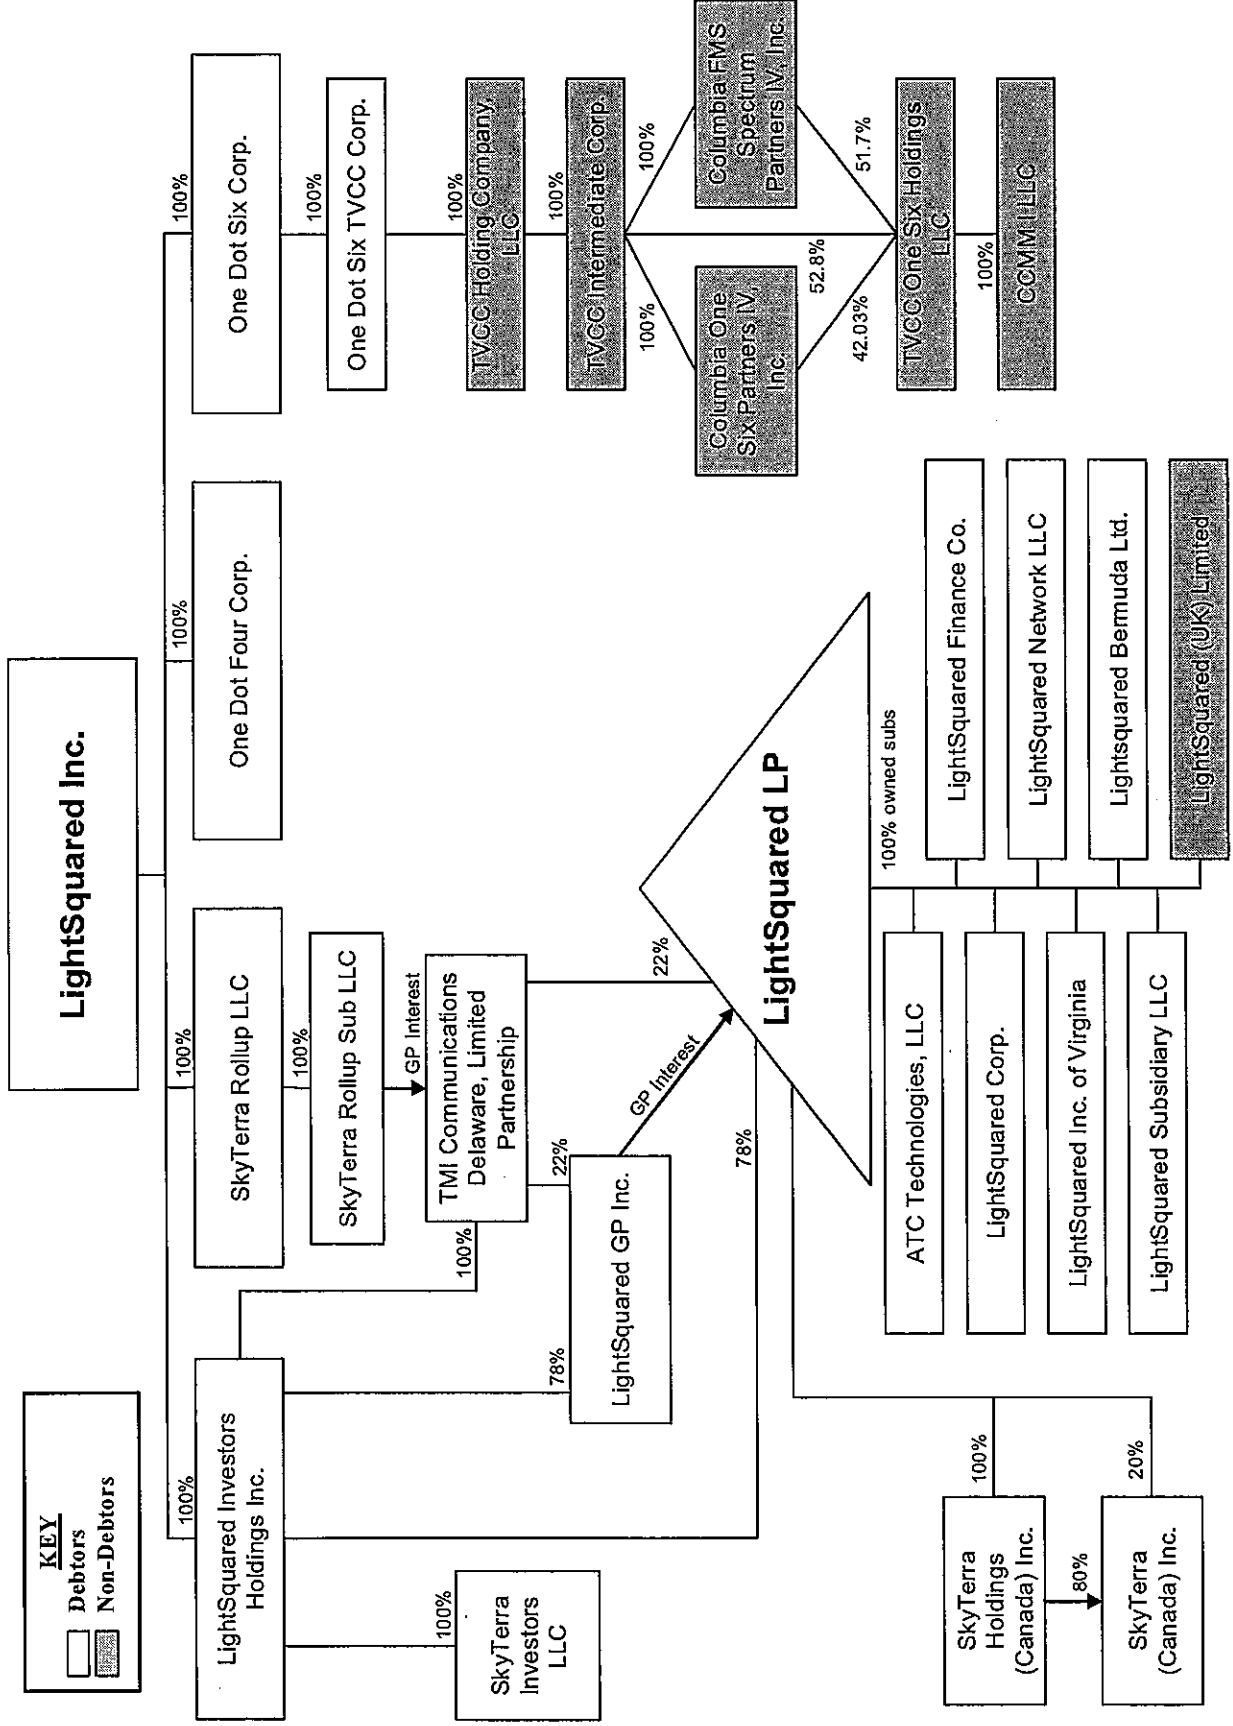 KEY
Debtors
Non-Debtors
LightSquared Inc.
100%
100%
100%
100%
LightSquared Investors
Holdings Inc.
SkyTerra Rollup LLC
One Dot Four Corp.
One Dot Six Corp.
100%
100%
SkyTerra Rollup Sub LLC
One Dot Six TVCC Corp.
GP Interest
100%
100%
TMI Communications
Delaware, Limited
Partnership
TVCC Holding Company,
LLC
100%
SkyTerra
Investors
LLC
100%
TVCC Intermediate Corp.
78%
22%
22%
LightSquared GP Inc.
GP Interest
100%
100%
Columbia One
Six Partners IV,
Inc.
Columbia FMS
Spectrum
Partners IV, Inc.
78%
LightSquared LP
52.8%
42.03%
51.7%
100% owned subs
TVCC One Six Holdings
LLC
100%
CCMM I LLC
ATC Technologies, LLC
LightSquared Finance Co.
LightSquared Corp.
LightSquared Network LLC
LightSquared Inc. of Virginia
Lightsquared Bermuda Ltd.
LightSquared Subsidiary LLC
LightSquared (UK) Limited
100%
SkyTerra
Holdings
(Canada) Inc.
80%
20%
SkyTerra
(Canada) Inc.